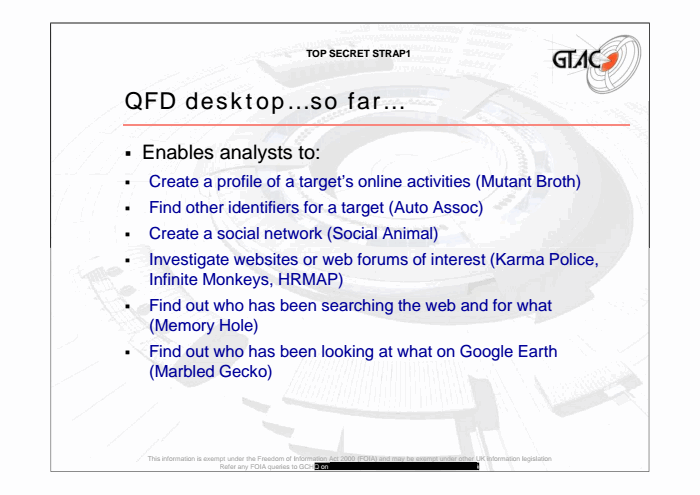 TOP SECRET STRAP1
GTAC
QFD desktop...so far...
▪ Enables analysts to:
▪ Create a profile of a target's online activities (Mutant Broth)
▪ Find other identifiers for a target (Auto Assoc)
▪ Create a social network (Social Animal)
▪ Investigate websites or web forums of interest (Karma Police,
Infinite Monkeys, HRMAP)
▪ Find out who has been searching the web and for what
(Memory Hole)
▪ Find out who has been looking at what on Google Earth
(Marbled Gecko)
This information is exempt under the Freedom of Information Act 2000 (FOIA) and may be exempt under other UK information legislation
Refer any FOIA queries to GCHQ on